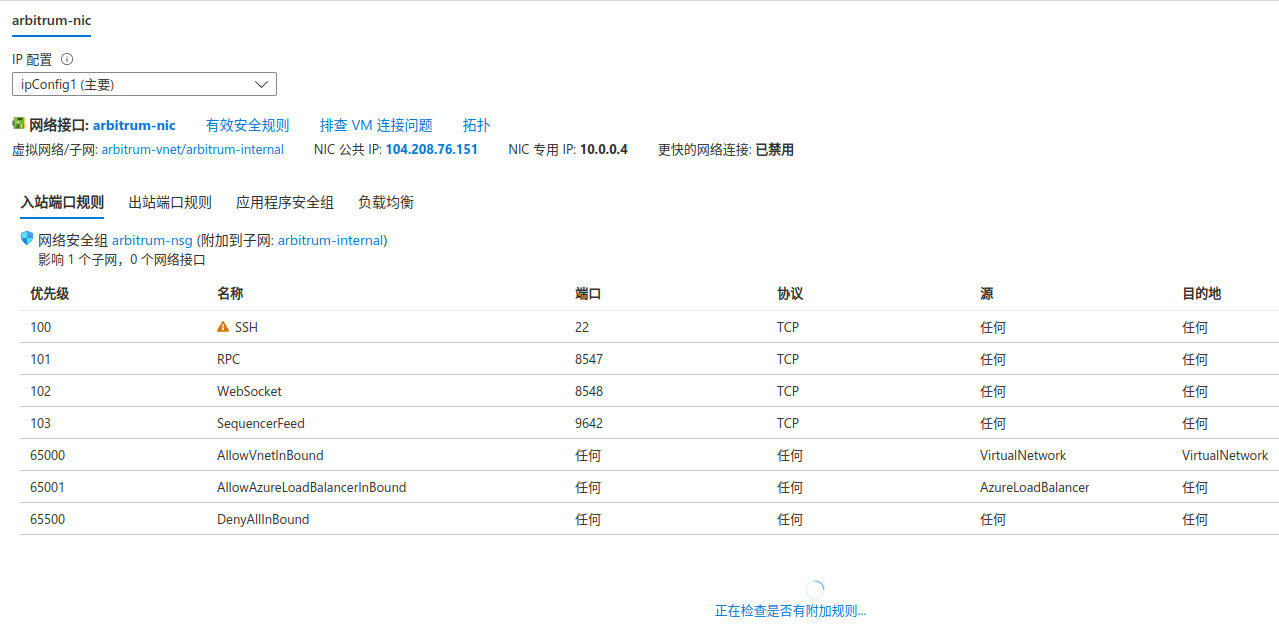 arbitrum-nic
IP 配置
ipConfig1 (主要)
网络接口: arbitrum-nic 有效安全规则 排查 VM 连接问题 拓扑
虚拟网络/子网: arbitrum-vnet/arbitrum-internal NIC 公共 IP: 104.208.76.151 NIC 专用 IP: 10.0.0.4 更快的网络连接: 已禁用
入站端口规则 出站端口规则 应用程序安全组 负载均衡
网络安全组 arbitrum-nsg (附加到子网: arbitrum-internal)
影响 1 个子网，0 个网络接口
优先级 名称 端口 协议 源 目的地
100 SSH 22 TCP 任何 任何
101 RPC 8547 TCP 任何 任何
102 WebSocket 8548 TCP 任何 任何
103 SequencerFeed 9642 TCP 任何 任何
65000 AllowVnetInBound 任何 任何 VirtualNetwork VirtualNetwork
65001 AllowAzureLoadBalancerInBound 任何 任何 AzureLoadBalancer 任何
65500 DenyAllInBound 任何 任何 任何 任何
正在检查是否有附加规则...